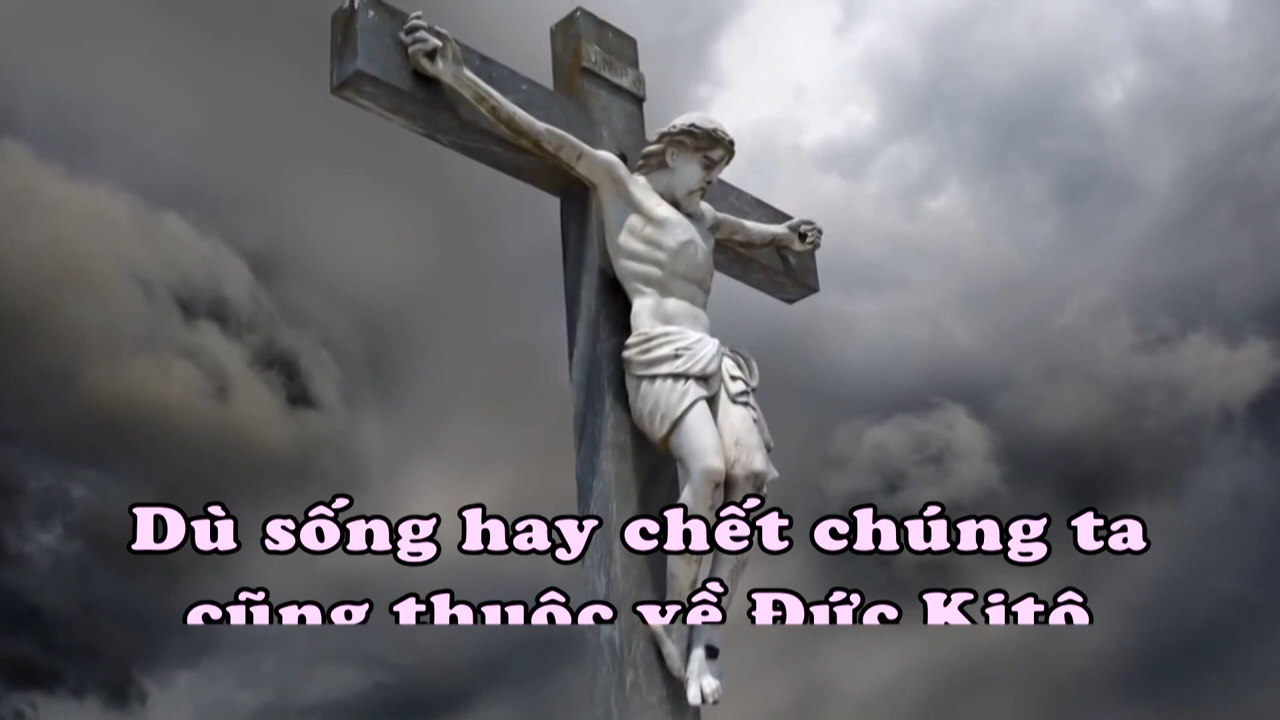 Dù sống hay chết chúng ta
cũng thuộc về Đức Kitô